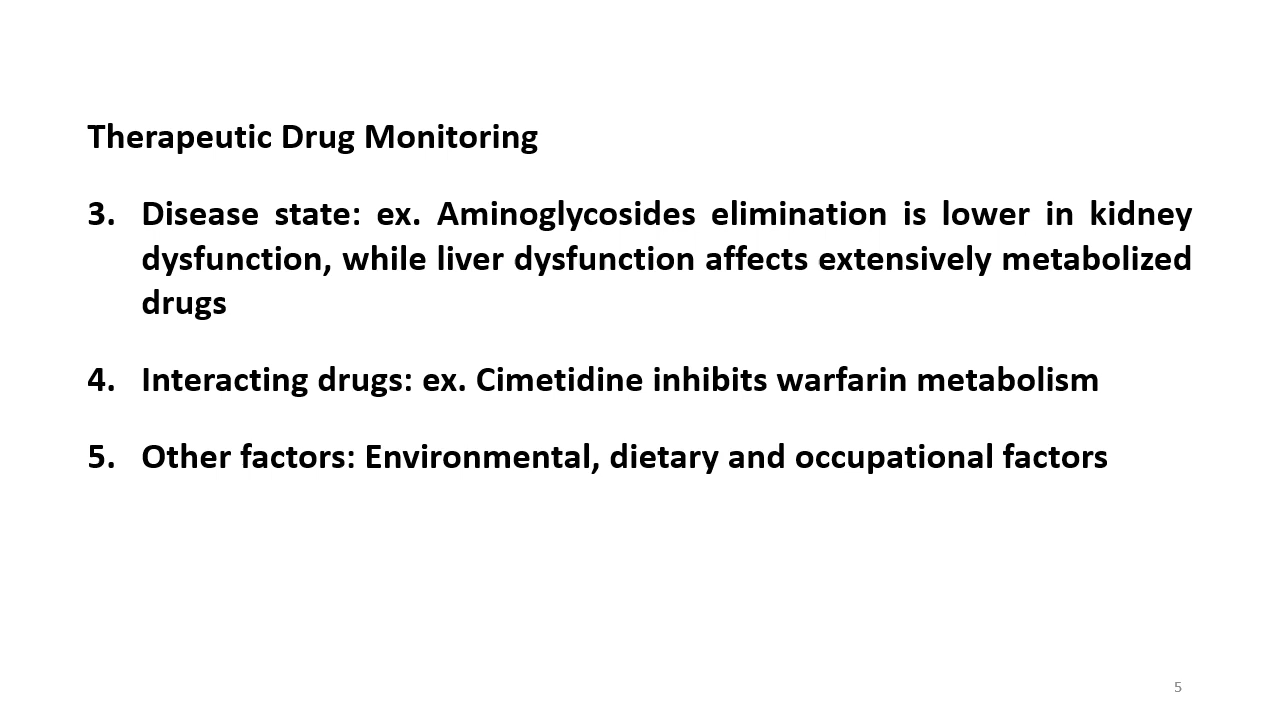 Therapeutic Drug Monitoring
3. Disease state: ex. Aminoglycosides elimination is lower in kidney
dysfunction, while liver dysfunction affects extensively metabolized
drugs
4. Interacting drugs: ex. Cimetidine inhibits warfarin metabolism
5. Other factors: Environmental, dietary and occupational factors
5